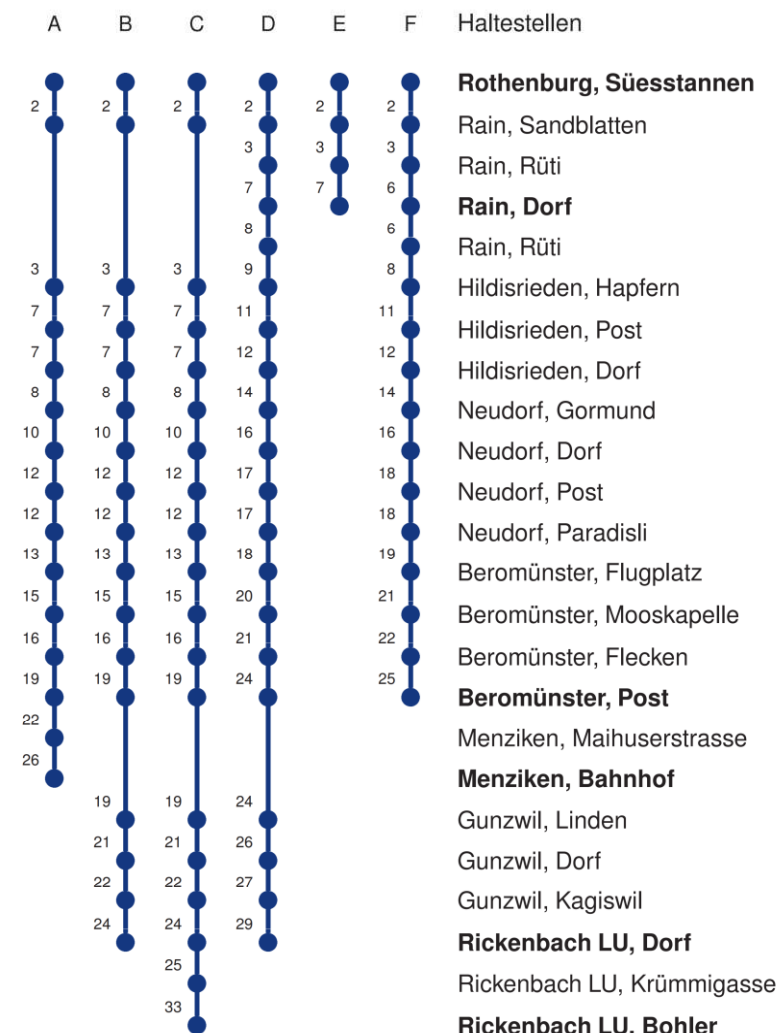 A B C D E F Haltestellen
Rothenburg, Süesstannen
2 2 2 2 2 2
Rain, Sandblatten
3 3 3
Rain, Rüti
7 7 6
Rain, Dorf
8 6
Rain, Rüti
3 3 3 9 8
Hildisrieden, Hapfern
7 7 7 11 11
Hildisrieden, Post
7 7 7 12 12
Hildisrieden, Dorf
8 8 8 14 14
Neudorf, Gormund
10 10 10 16 16
Neudorf, Dorf
12 12 12 17 18
Neudorf, Post
12 12 12 17 18
Neudorf, Paradisli
13 13 13 18 19
Beromünster, Flugplatz
15 15 15 20 21
Beromünster, Mooskapelle
16 16 16 21 22
Beromünster, Flecken
19 19 19 24 25
Beromünster, Post
22
Menziken, Maihuserstrasse
26
Menziken, Bahnhof
19 19 24
Gunzwil, Linden
21 21 26
Gunzwil, Dorf
22 22 27
Gunzwil, Kagiswil
24 24 29
Rickenbach LU, Dorf
25
Rickenbach LU, Krümmigasse
33
Rickenbach LU, Bohler